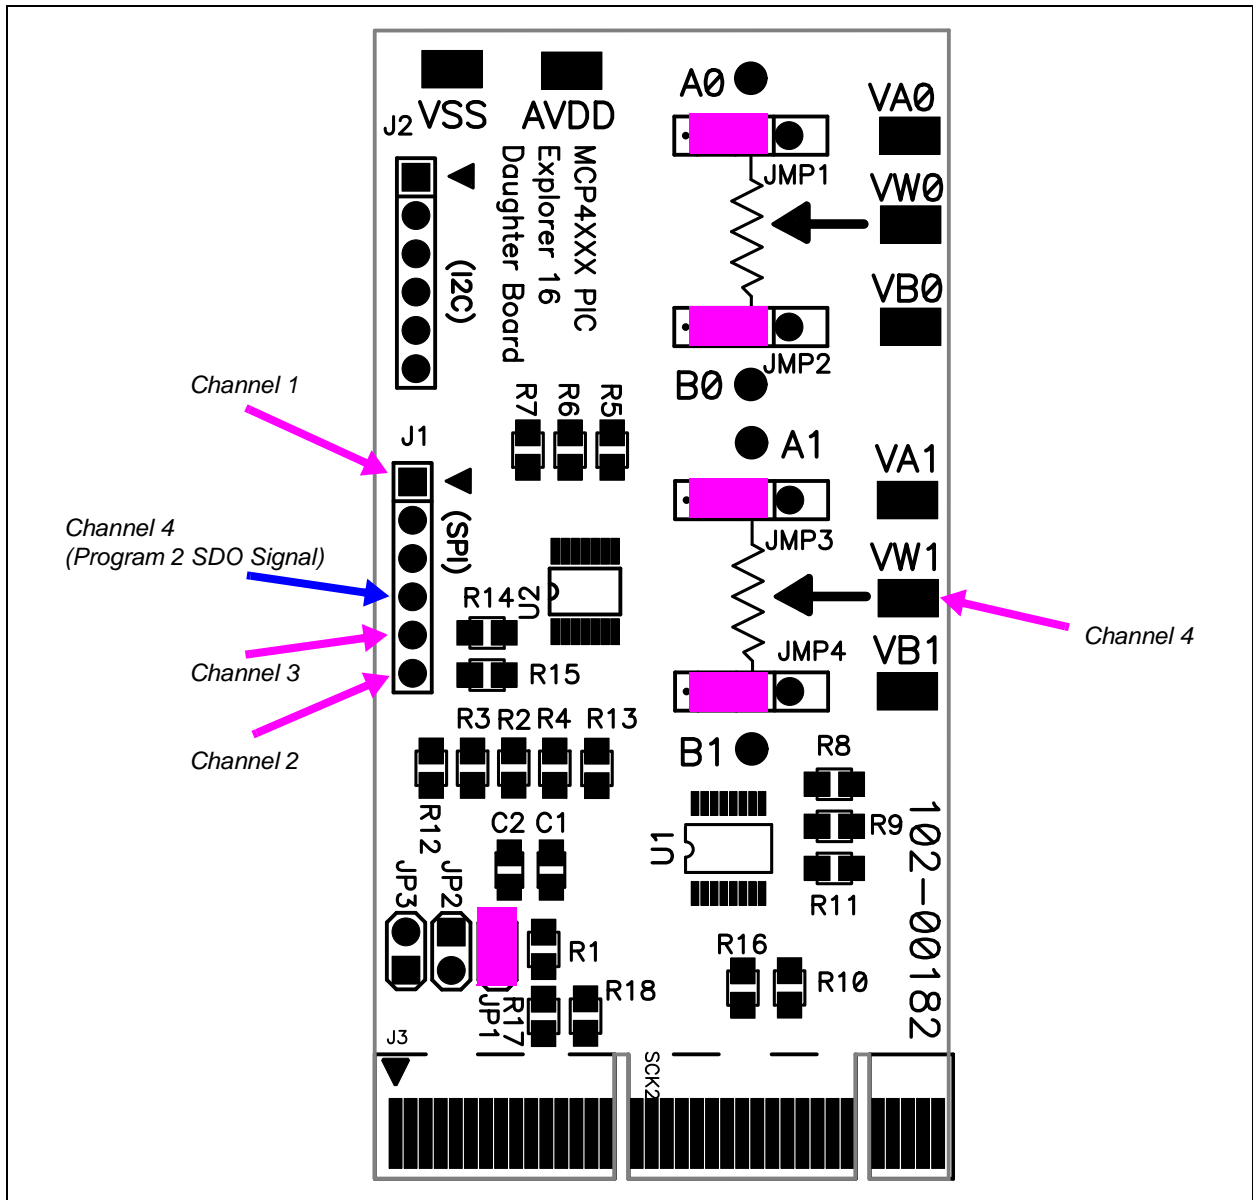 VSS
AVDD
J2
MCP4XXX PIC
Explorer 16
Daughter Board
(I2C)
A0
VA0
JMP1
VW0
VB0
JMP2
B0
Channel 1
R7
R6
R5
J1
A1
VA1
(SPI)
Channel 4
(Program 2 SDO Signal)
JMP3
VW1
U2
R14
Channel 4
Channel 3
R15
JMP4
VB1
Channel 2
R3
R2
R4
R13
B1
R8
R12
C2
C1
U1
R9
102-00182
JP3
JP2
R11
R1
R16
R10
JP1
R17
R18
J3
SCK2